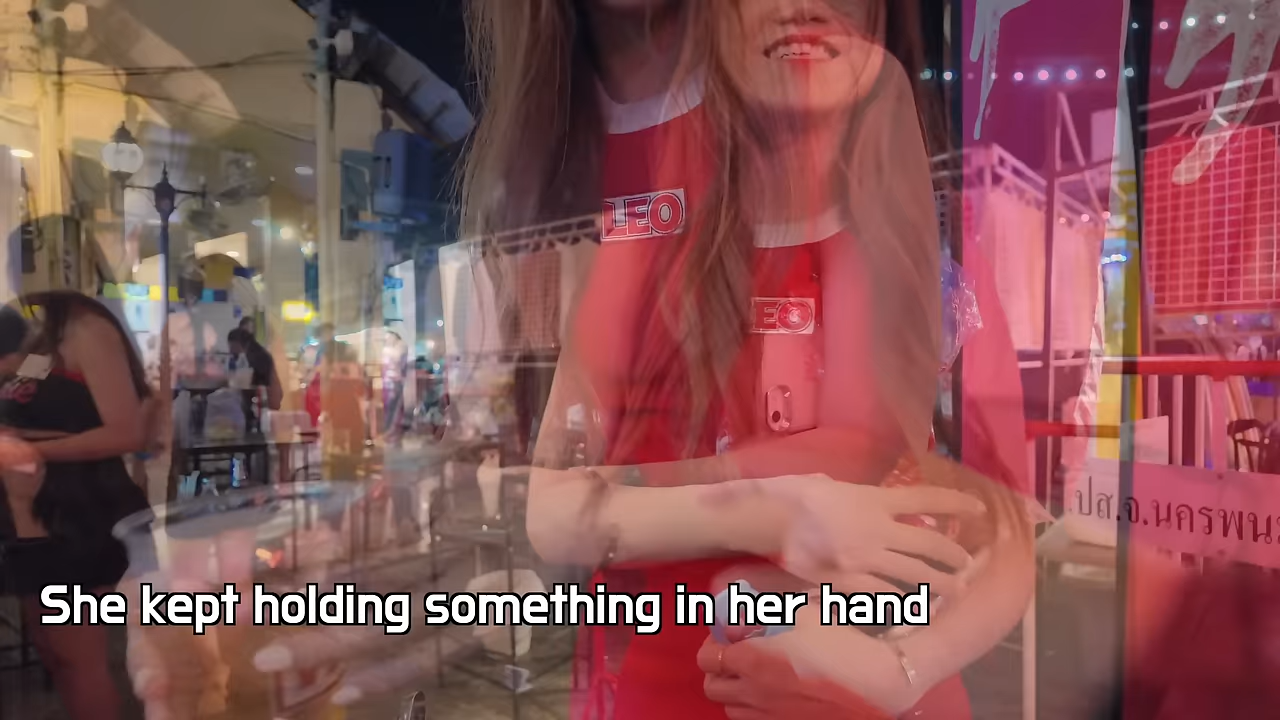 LEO
LEO
.ปส.จ.นครพน
She kept holding something in her hand